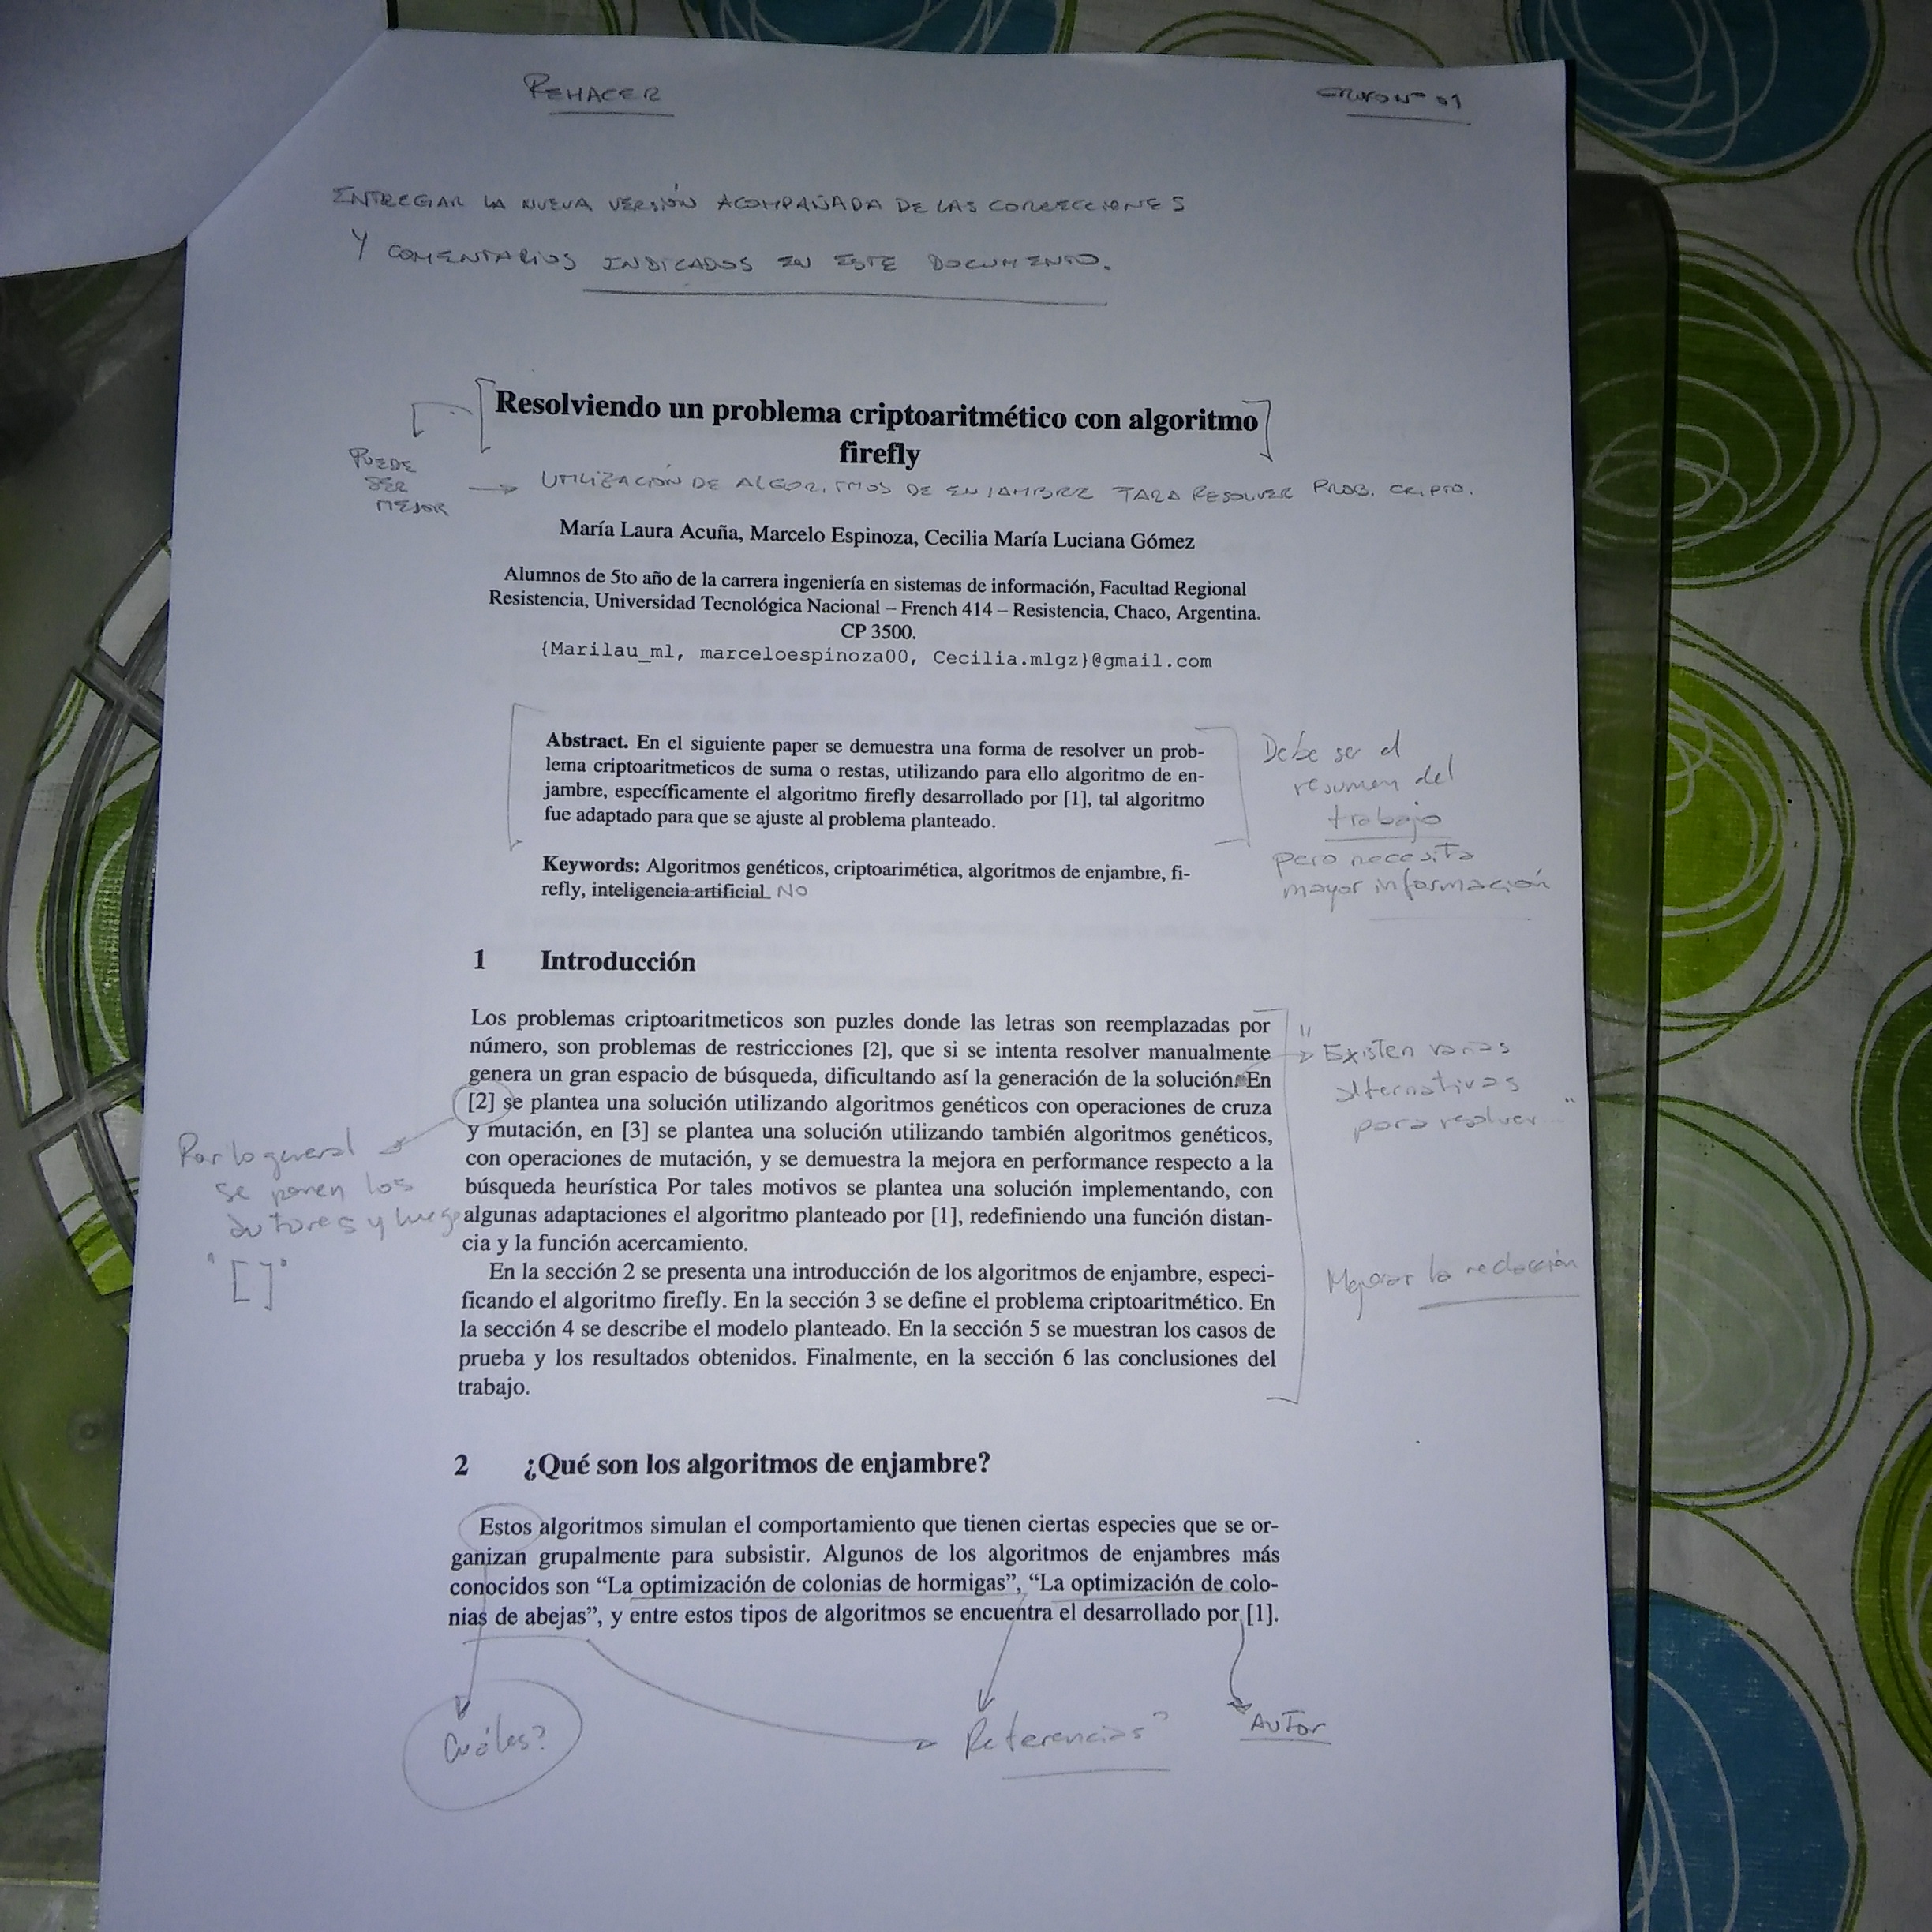 REHACER
GRUPO N° 01
ENTREGAR LA NUEVA VERSIÓN ACOMPAÑADA DE LAS CORRECCIONES
Y COMENTARIOS INDICADOS EN ESTE DOCUMENTO.
Resolviendo un problema criptoaritmético con algoritmo
firefly
PUEDE
SER
MEJOR
UTILIZACIÓN DE ALGORITMOS DE ENJAMBRE PARA RESOLVER PROB. CRIPTO.
María Laura Acuña, Marcelo Espinoza, Cecilia María Luciana Gómez
Alumnos de 5to año de la carrera ingeniería en sistemas de información, Facultad Regional
Resistencia, Universidad Tecnológica Nacional – French 414 – Resistencia, Chaco, Argentina.
CP 3500.
{Marilau_ml, marceloespinoza00, Cecilia.mlgz}@gmail.com
Abstract. En el siguiente paper se demuestra una forma de resolver un prob-
lema criptoaritmeticos de suma o restas, utilizando para ello algoritmo de en-
jambre, específicamente el algoritmo firefly desarrollado por [1], tal algoritmo
fue adaptado para que se ajuste al problema planteado.
Debe ser el
resumen del
trabajo
pero necesita
mayor información
Keywords: Algoritmos genéticos, criptoarimética, algoritmos de enjambre, fi-
refly, inteligencia artificial NO
1 Introducción
Los problemas criptoaritmeticos son puzles donde las letras son reemplazadas por
número, son problemas de restricciones [2], que si se intenta resolver manualmente
genera un gran espacio de búsqueda, dificultando así la generación de la solución. En
[2] se plantea una solución utilizando algoritmos genéticos con operaciones de cruza
y mutación, en [3] se plantea una solución utilizando también algoritmos genéticos,
con operaciones de mutación, y se demuestra la mejora en performance respecto a la
búsqueda heurística Por tales motivos se plantea una solución implementando, con
algunas adaptaciones el algoritmo planteado por [1], redefiniendo una función distan-
cia y la función acercamiento.
"Existen varias
alternativas
para resolver..."
Por lo general
se ponen los
autores y luego
"[ ]"
En la sección 2 se presenta una introducción de los algoritmos de enjambre, especi-
ficando el algoritmo firefly. En la sección 3 se define el problema criptoaritmético. En
la sección 4 se describe el modelo planteado. En la sección 5 se muestran los casos de
prueba y los resultados obtenidos. Finalmente, en la sección 6 las conclusiones del
trabajo.
Mejorar la redacción
2 ¿Qué son los algoritmos de enjambre?
Estos algoritmos simulan el comportamiento que tienen ciertas especies que se or-
ganizan grupalmente para subsistir. Algunos de los algoritmos de enjambres más
conocidos son “La optimización de colonias de hormigas”, “La optimización de colo-
nias de abejas”, y entre estos tipos de algoritmos se encuentra el desarrollado por [1].
Cuáles?
Referencias?
AUTOR